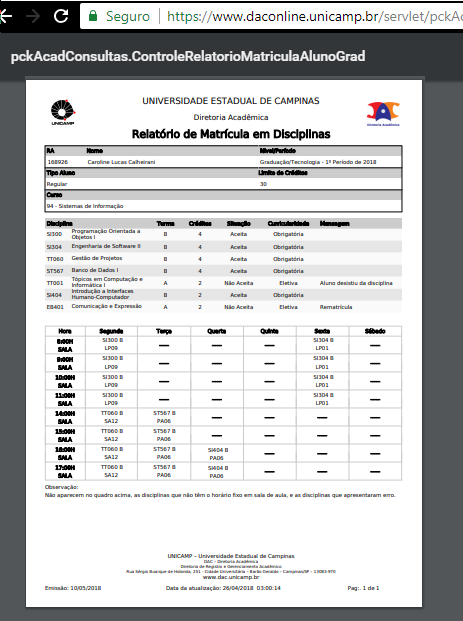 Seguro | https://www.daconline.unicamp.br/servlet/pckAc
pckAcadConsultas.ControleRelatorioMatriculaAlunoGrad
UNIVERSIDADE ESTADUAL DE CAMPINAS
UNICAMP
Diretoria Acadêmica
Diretoria Acadêmica
Relatório de Matrícula em Disciplinas
RA Nome Nível/Período
168926 Caroline Lucas Calheirani Graduação/Tecnologia - 1º Período de 2018
Tipo Aluno Limite de Créditos
Regular 30
Curso
94 - Sistemas de Informação
Disciplina Turma Créditos Situação Curricularidade Mensagem
SI300 Programação Orientada a Objetos I B 4 Aceita Obrigatória
SI304 Engenharia de Software II B 4 Aceita Obrigatória
TT060 Gestão de Projetos B 4 Aceita Obrigatória
ST567 Banco de Dados I B 4 Aceita Obrigatória
TT001 Tópicos em Computação e Informática I A 2 Não Aceita Eletiva Aluno desistiu da disciplina
SI404 Introdução a Interfaces Humano-Computador B 2 Aceita Obrigatória
EB401 Comunicação e Expressão A 2 Não Aceita Eletiva Rematrícula
Hora Segunda Terça Quarta Quinta Sexta Sábado
8:00H SI300 B — — — SI304 B —
SALA LP09 LP01
9:00H SI300 B — — — SI304 B —
SALA LP09 LP01
10:00H SI300 B — — — SI304 B —
SALA LP09 LP01
11:00H SI300 B — — — SI304 B —
SALA LP09 LP01
14:00H TT060 B ST567 B — — — —
SALA SA12 PA06
15:00H TT060 B ST567 B — — — —
SALA SA12 PA06
16:00H TT060 B ST567 B SI404 B — — —
SALA SA12 PA06 PA06
17:00H TT060 B ST567 B SI404 B — — —
SALA SA12 PA06 PA06
Observação:
Não aparecem no quadro acima, as disciplinas que não têm o horário fixo em sala de aula, e as disciplinas que apresentaram erro.
UNICAMP - Universidade Estadual de Campinas
DAC - Diretoria Acadêmica
Diretoria de Registro e Gerenciamento Acadêmico
Rua Sérgio Buarque de Holanda, 251 - Cidade Universitária - Barão Geraldo - Campinas/SP - 13083-970
www.dac.unicamp.br
Emissão: 10/05/2018 Data da atualização: 26/04/2018 03:00:14 Pag:. 1 de 1